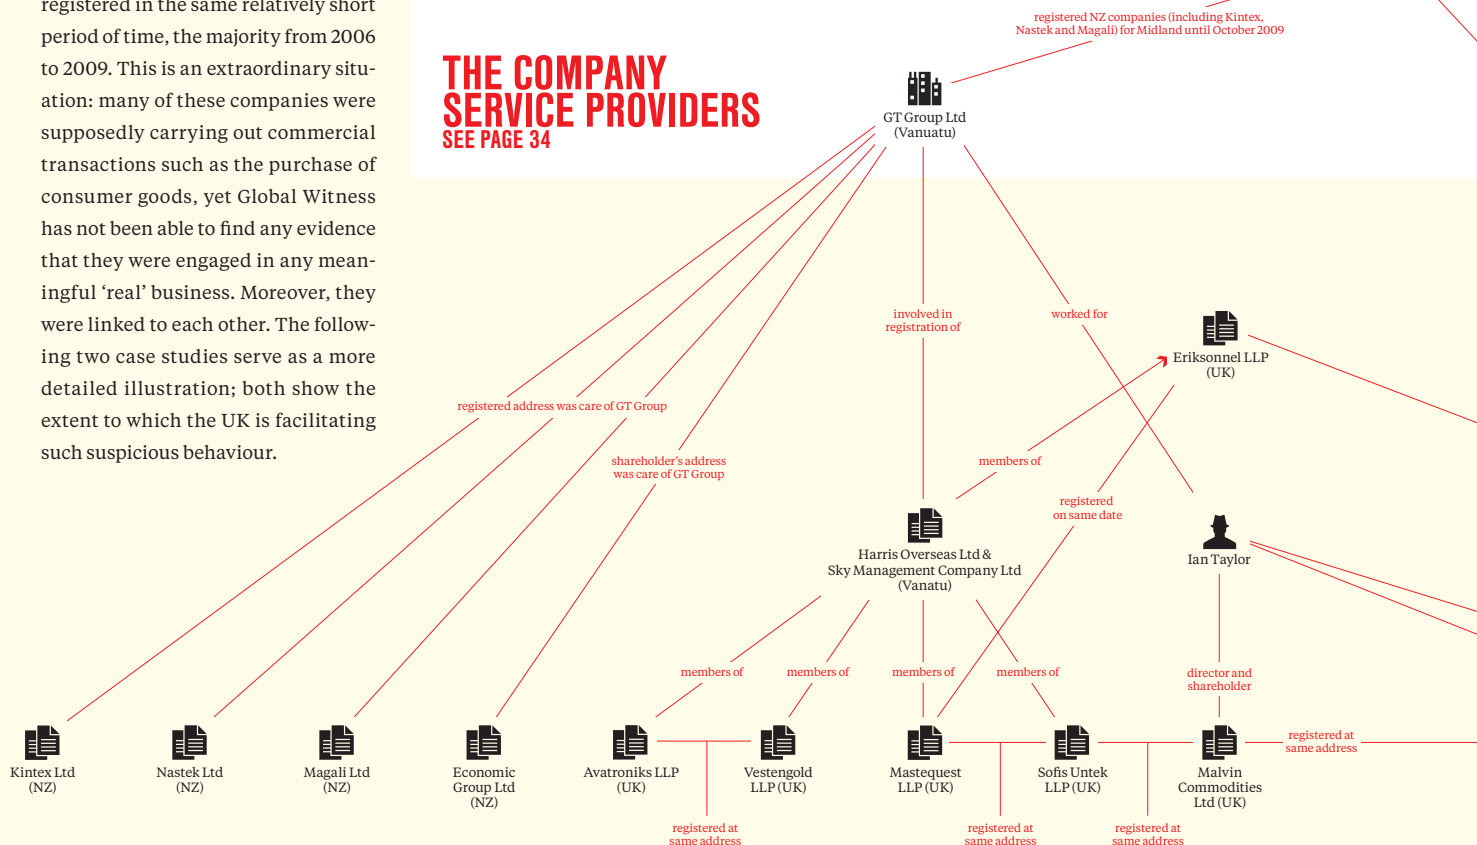 registered in the same relatively short
period of time, the majority from 2006
to 2009. This is an extraordinary situ-
ation: many of these companies were
supposedly carrying out commercial
transactions such as the purchase of
consumer goods, yet Global Witness
has not been able to find any evidence
that they were engaged in any mean-
ingful ‘real’ business. Moreover, they
were linked to each other. The follow-
ing two case studies serve as a more
detailed illustration; both show the
extent to which the UK is facilitating
such suspicious behaviour.
THE COMPANY
SERVICE PROVIDERS
SEE PAGE 34
registered NZ companies (including Kintex,
Nastek and Magali) for Midland until October 2009
GT Group Ltd
(Vanuatu)
involved in
registration of
worked for
Eriksonnel LLP
(UK)
registered address was care of GT Group
shareholder’s address
was care of GT Group
members of
registered
on same date
Harris Overseas Ltd &
Sky Management Company Ltd
(Vanatu)
Ian Taylor
members of
members of
members of
members of
director and
shareholder
Kintex Ltd
(NZ)
Nastek Ltd
(NZ)
Magali Ltd
(NZ)
Economic
Group Ltd
(NZ)
Avatroniks LLP
(UK)
Vestengold
LLP (UK)
Mastequest
LLP (UK)
Sofis Untek
LLP (UK)
Malvin
Commodities
Ltd (UK)
registered at
same address
registered at
same address
registered at
same address
registered at
same address